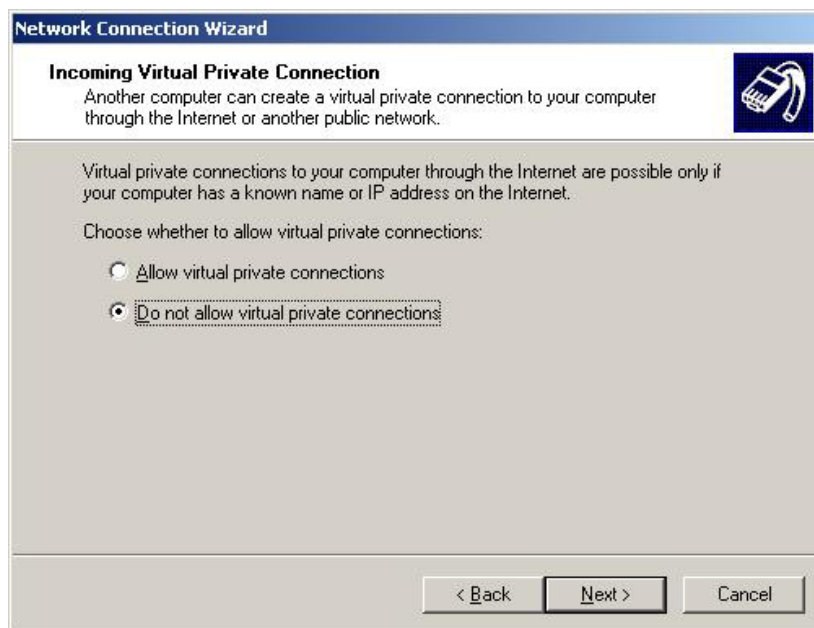 Network Connection Wizard
Incoming Virtual Private Connection
Another computer can create a virtual private connection to your computer
through the Internet or another public network.
Virtual private connections to your computer through the Internet are possible only if
your computer has a known name or IP address on the Internet.
Choose whether to allow virtual private connections:
Allow virtual private connections
Do not allow virtual private connections
< Back
Next >
Cancel